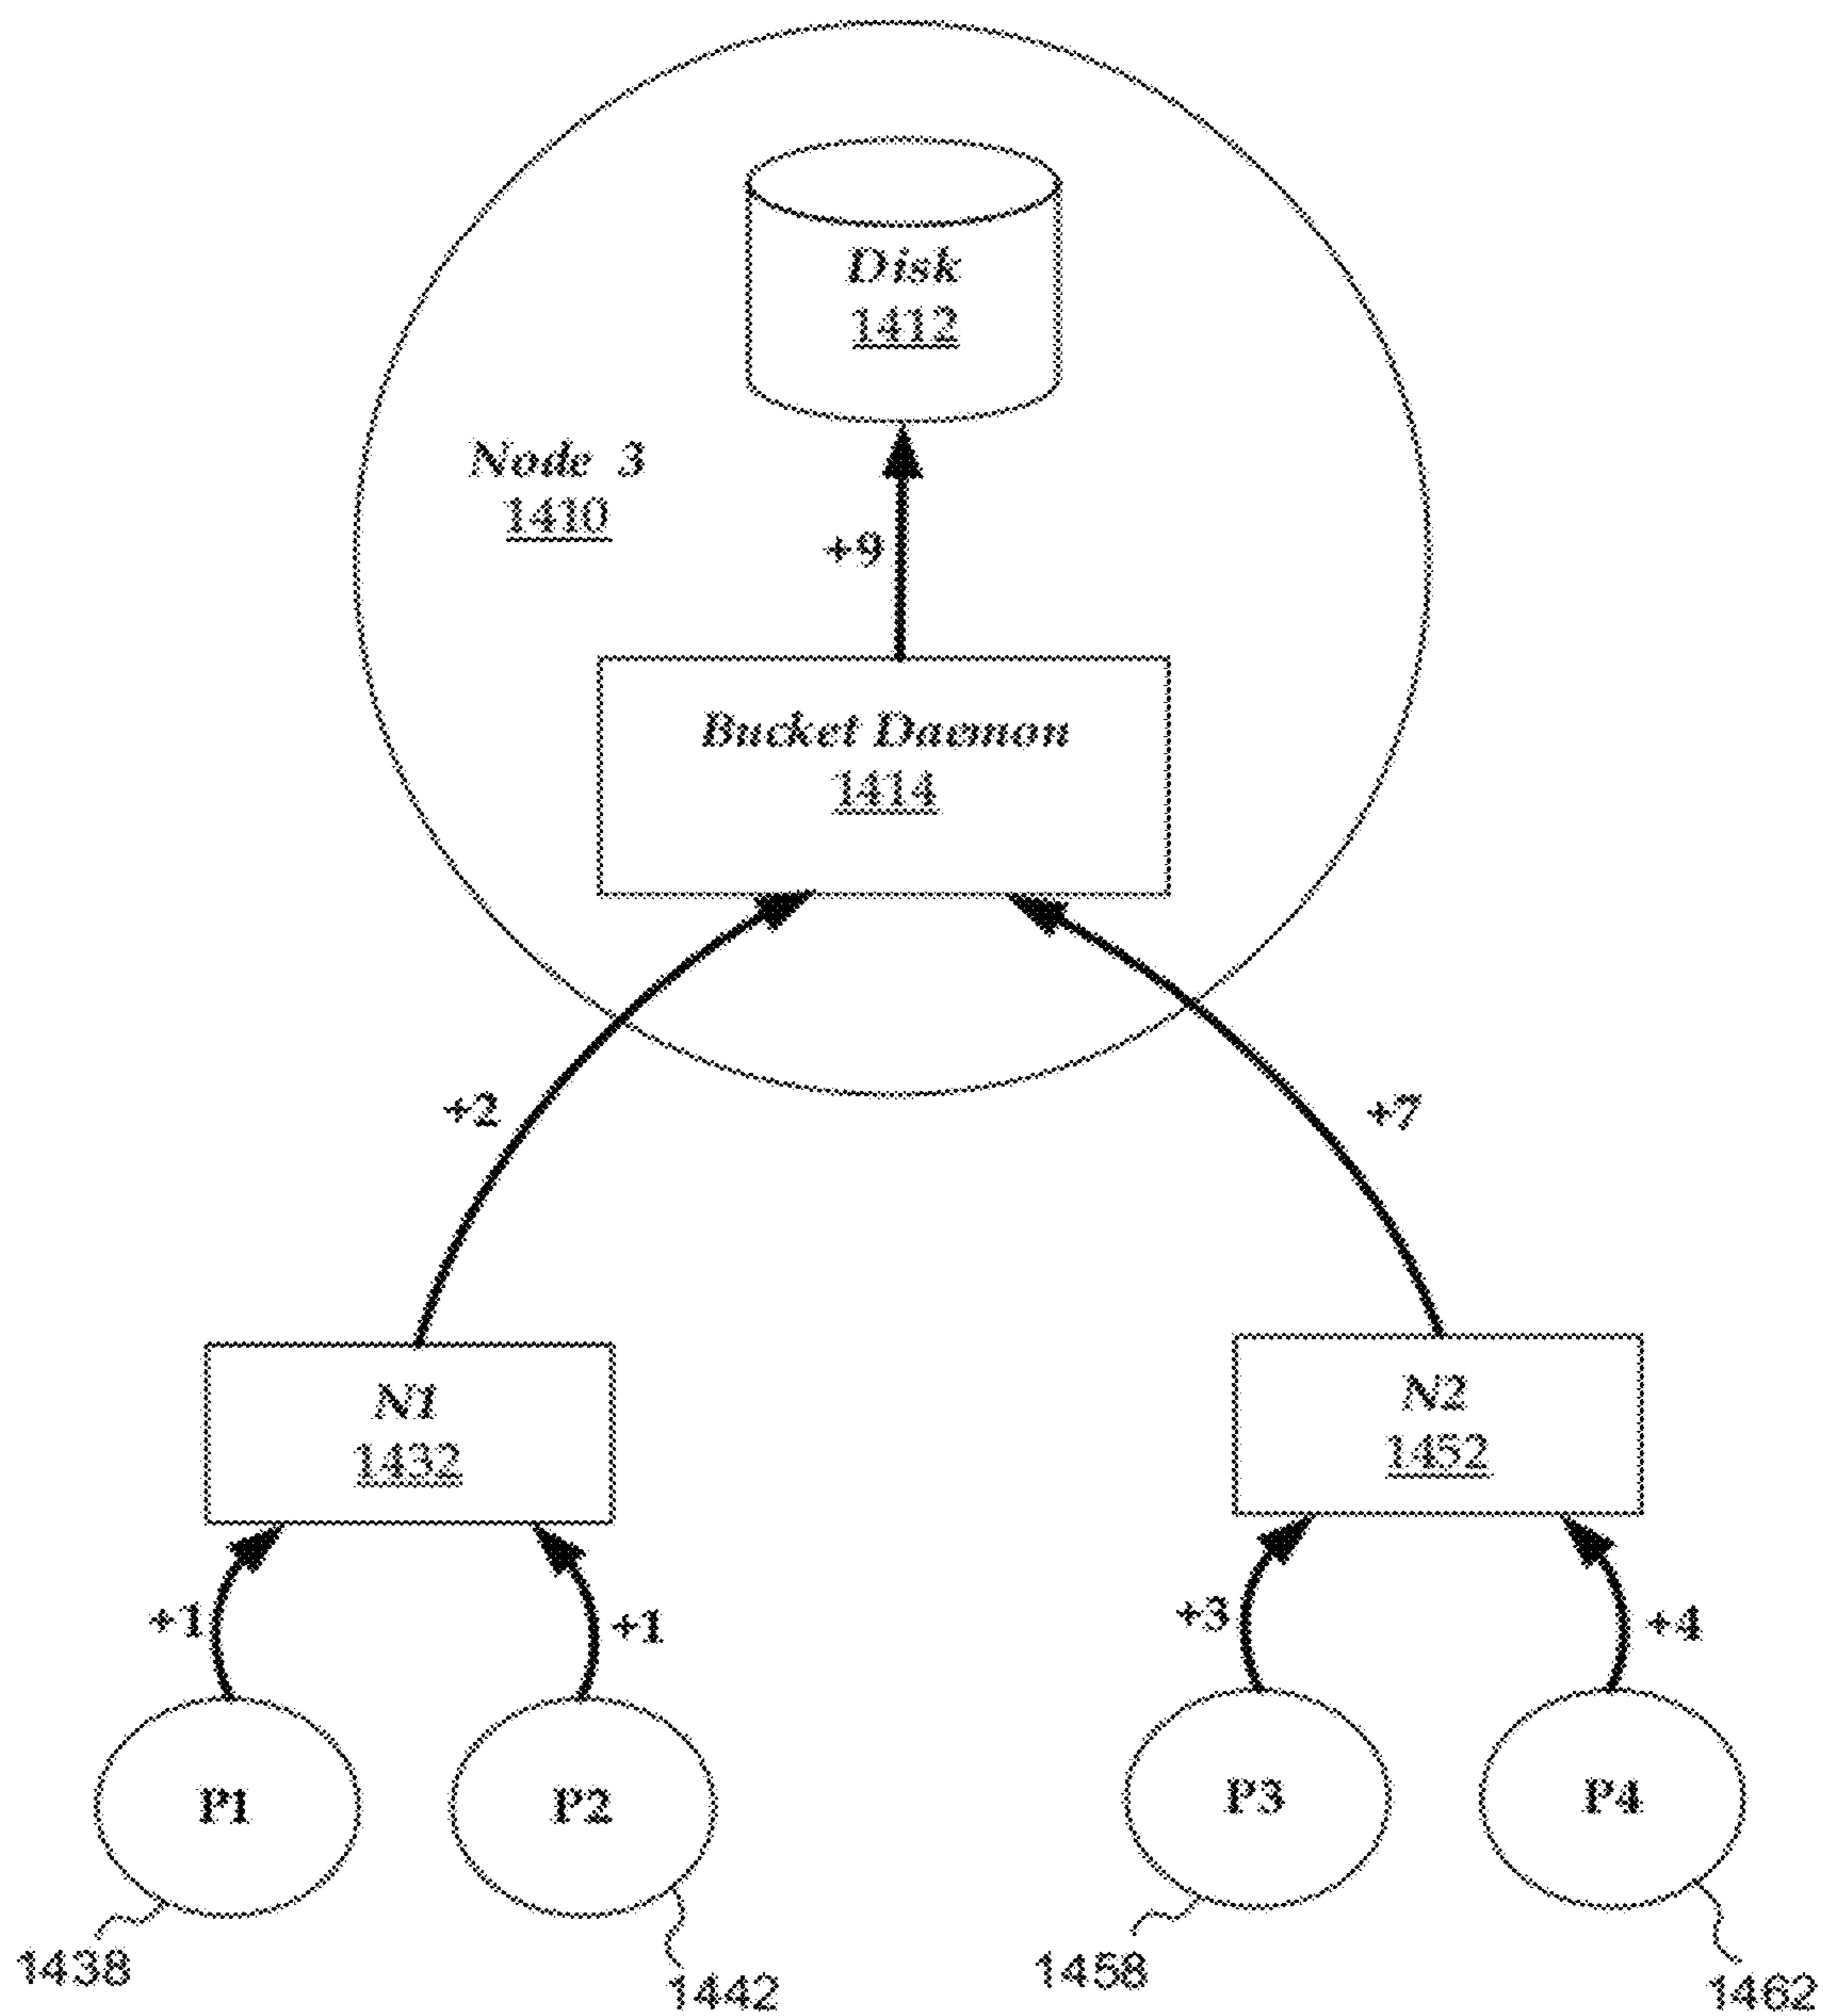 Disk
1412
Node 3
1410
+9
Bucket Daemon
1414
+2
+7
N1
1432
N2
1452
+1
+1
+3
+4
P1
P2
P3
P4
1438
1442
1458
1462